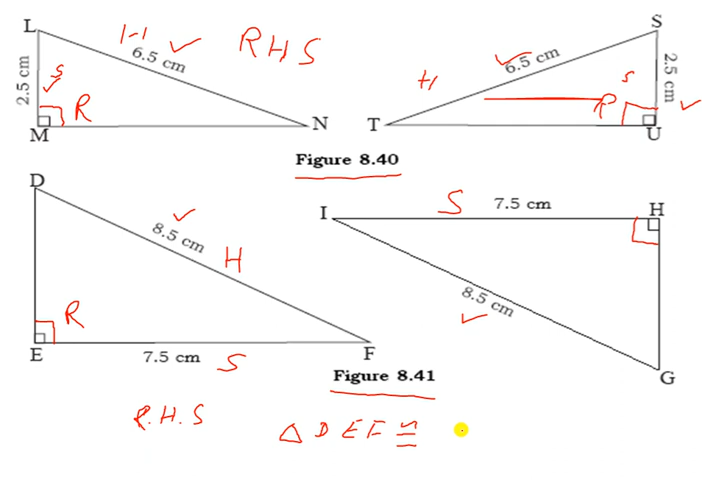 L H 6.5 cm RHS S
S 2.5 cm R M N
H 6.5 cm S 2.5 cm R T U
Figure 8.40
D 8.5 cm H
R
E 7.5 cm S F
I S 7.5 cm H
8.5 cm
G
Figure 8.41
R.H.S △DEF ≅